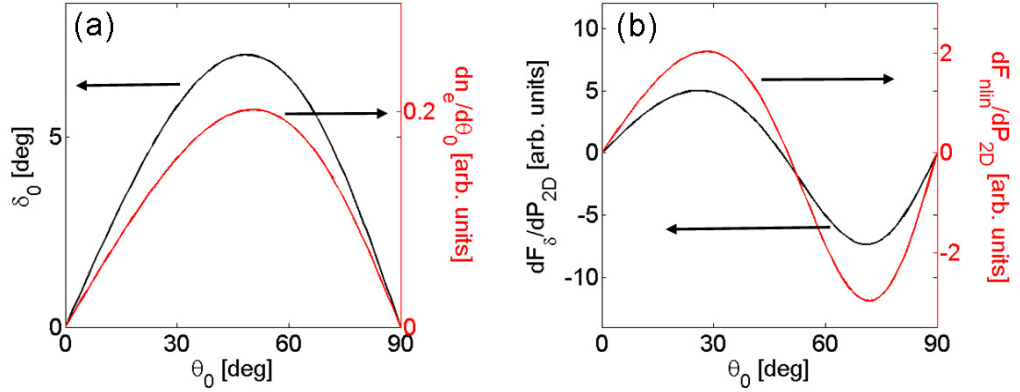 (a)
δ0 [deg]
5
0
0
30
60
90
θ0 [deg]
0.2
0
dne/dθ0 [arb. units]
(b)
dFδ/dP2D [arb. units]
10
5
0
-5
-10
0
30
60
90
θ0 [deg]
2
0
-2
dFnlin/dP2D [arb. units]